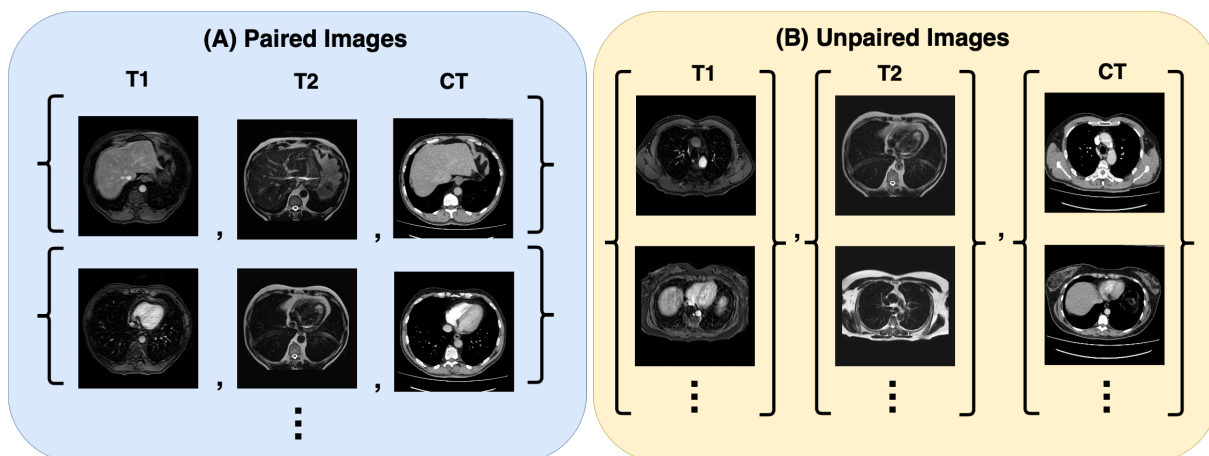 (A) Paired Images
T1 T2 CT
, ,
, ,
(B) Unpaired Images
T1 T2 CT
, ,